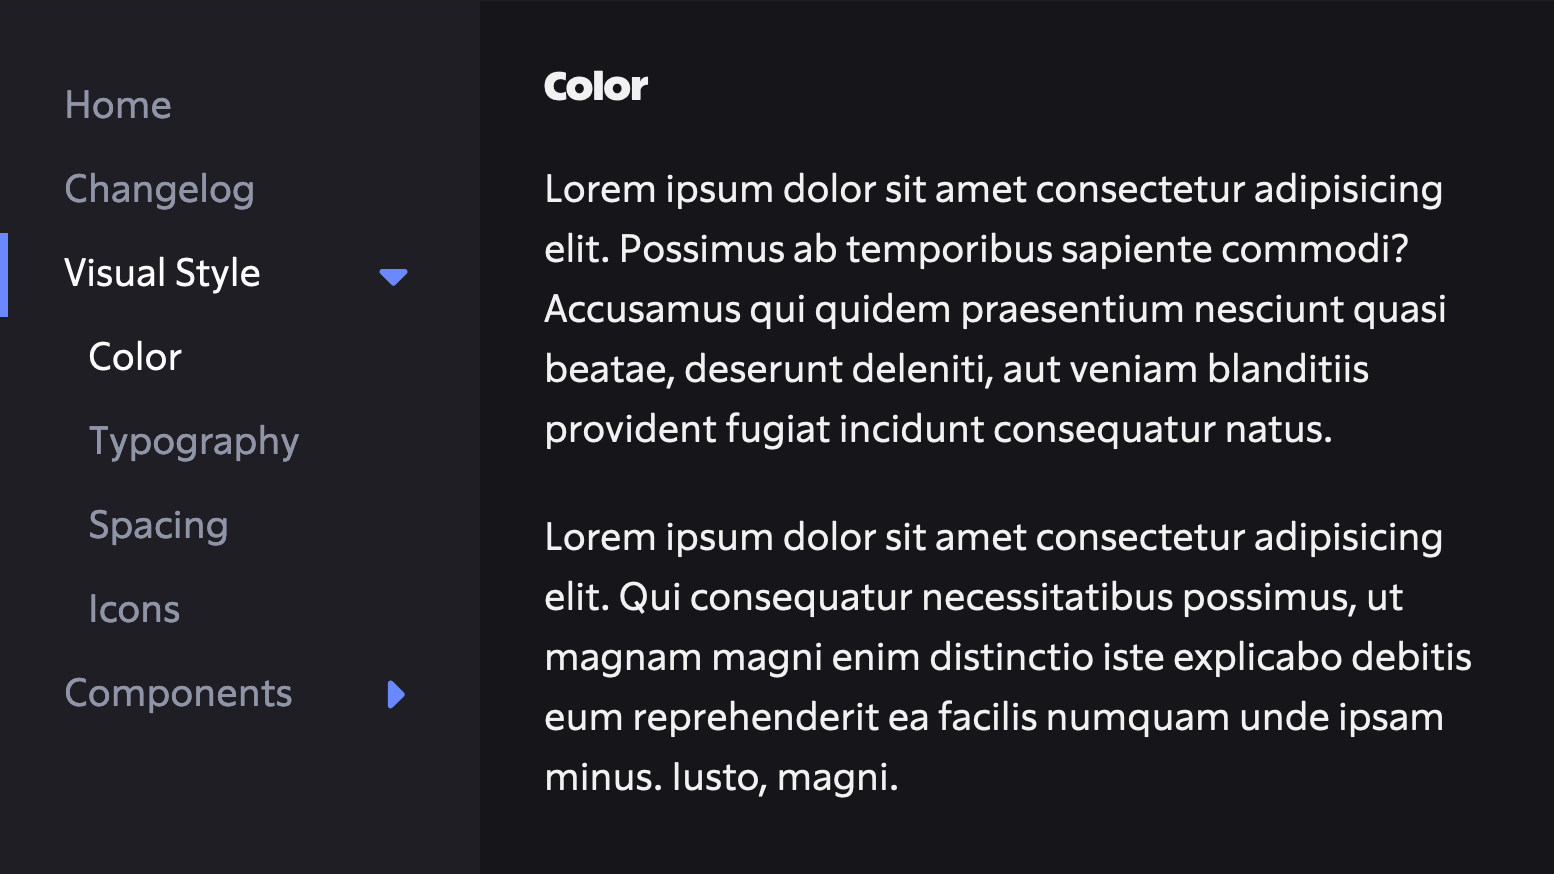 Home
Changelog
Visual Style
Color
Typography
Spacing
Icons
Components
Color
Lorem ipsum dolor sit amet consectetur adipisicing
elit. Possimus ab temporibus sapiente commodi?
Accusamus qui quidem praesentium nesciunt quasi
beatae, deserunt deleniti, aut veniam blanditiis
provident fugiat incidunt consequatur natus.
Lorem ipsum dolor sit amet consectetur adipisicing
elit. Qui consequatur necessitatibus possimus, ut
magnam magni enim distinctio iste explicabo debitis
eum reprehenderit ea facilis numquam unde ipsam
minus. Iusto, magni.